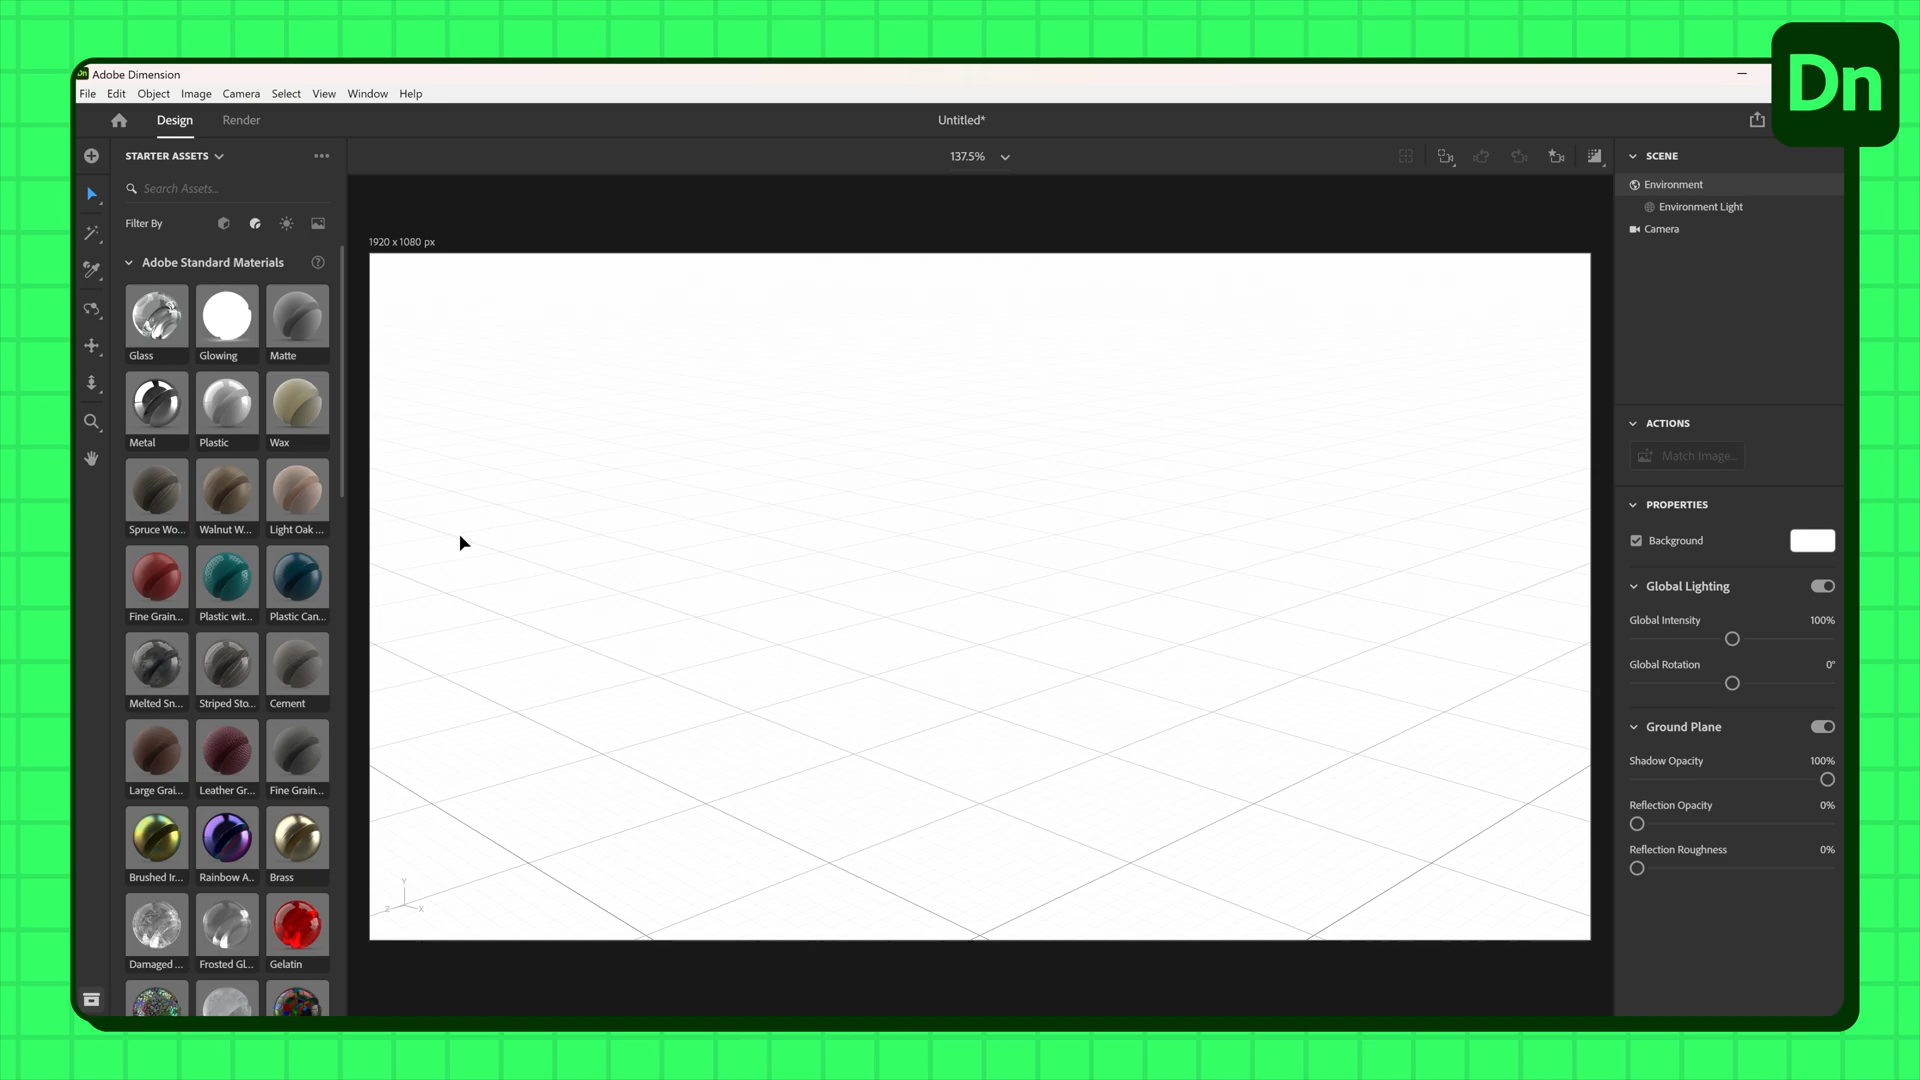 Dn
Dn Adobe Dimension
File Edit Object Image Camera Select View Window Help
Design Render Untitled*
STARTER ASSETS
137.5%
Search Assets...
Filter By
1920 x 1080 px
Adobe Standard Materials
Glass Glowing Matte
Metal Plastic Wax
Spruce Wo... Walnut W... Light Oak ...
Fine Grain... Plastic wit... Plastic Can...
Melted Sn... Striped Sto... Cement
Large Grai... Leather Gr... Fine Grain...
Brushed Ir... Rainbow A.. Brass
Damaged ... Frosted Gl... Gelatin
Y
Z X
SCENE
Environment
Environment Light
Camera
ACTIONS
Match Image...
PROPERTIES
Background
Global Lighting
Global Intensity 100%
Global Rotation 0°
Ground Plane
Shadow Opacity 100%
Reflection Opacity 0%
Reflection Roughness 0%